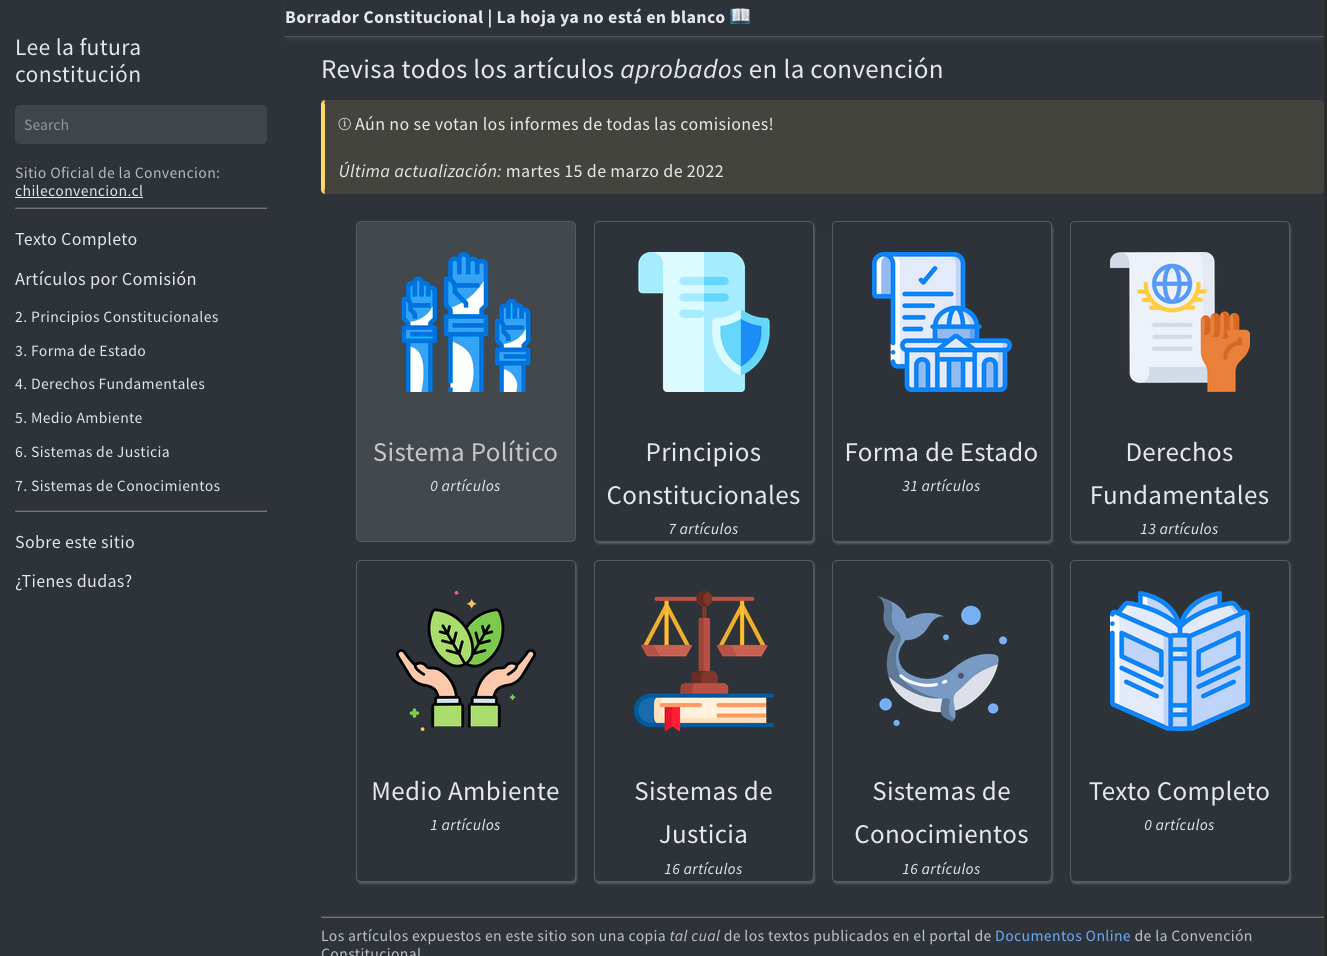 Borrador Constitucional | La hoja ya no está en blanco
Lee la futura
constitución
Search
Sitio Oficial de la Convencion:
chileconvencion.cl
Texto Completo
Artículos por Comisión
2. Principios Constitucionales
3. Forma de Estado
4. Derechos Fundamentales
5. Medio Ambiente
6. Sistemas de Justicia
7. Sistemas de Conocimientos
Sobre este sitio
¿Tienes dudas?
Revisa todos los artículos aprobados en la convención
Aún no se votan los informes de todas las comisiones!
Última actualización: martes 15 de marzo de 2022
Sistema Político
0 artículos
Principios
Constitucionales
7 artículos
Forma de Estado
31 artículos
Derechos
Fundamentales
13 artículos
Medio Ambiente
1 artículos
Sistemas de
Justicia
16 artículos
Sistemas de
Conocimientos
16 artículos
Texto Completo
0 artículos
Los artículos expuestos en este sitio son una copia tal cual de los textos publicados en el portal de Documentos Online de la Convención
Constitucional